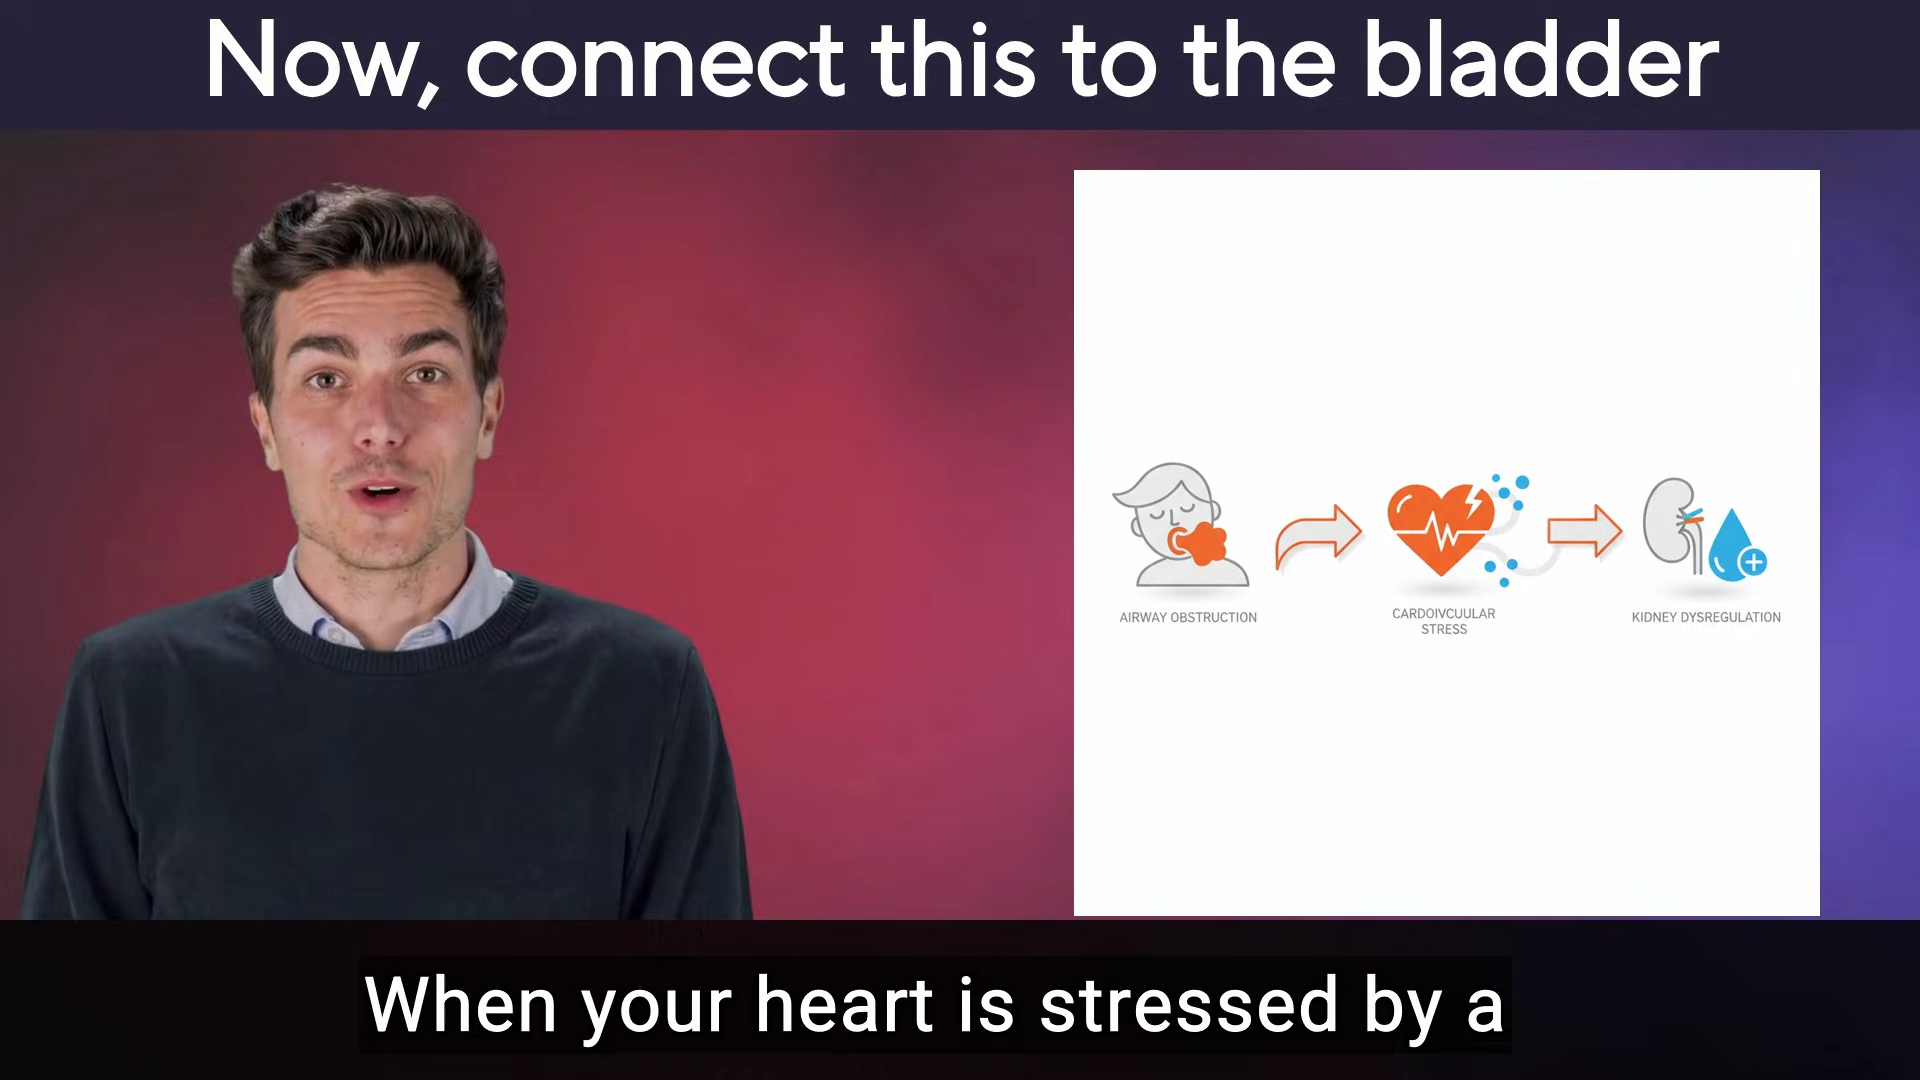 Now, connect this to the bladder
AIRWAY OBSTRUCTION
CARDOIVCUULAR
STRESS
KIDNEY DYSREGULATION
When your heart is stressed by a